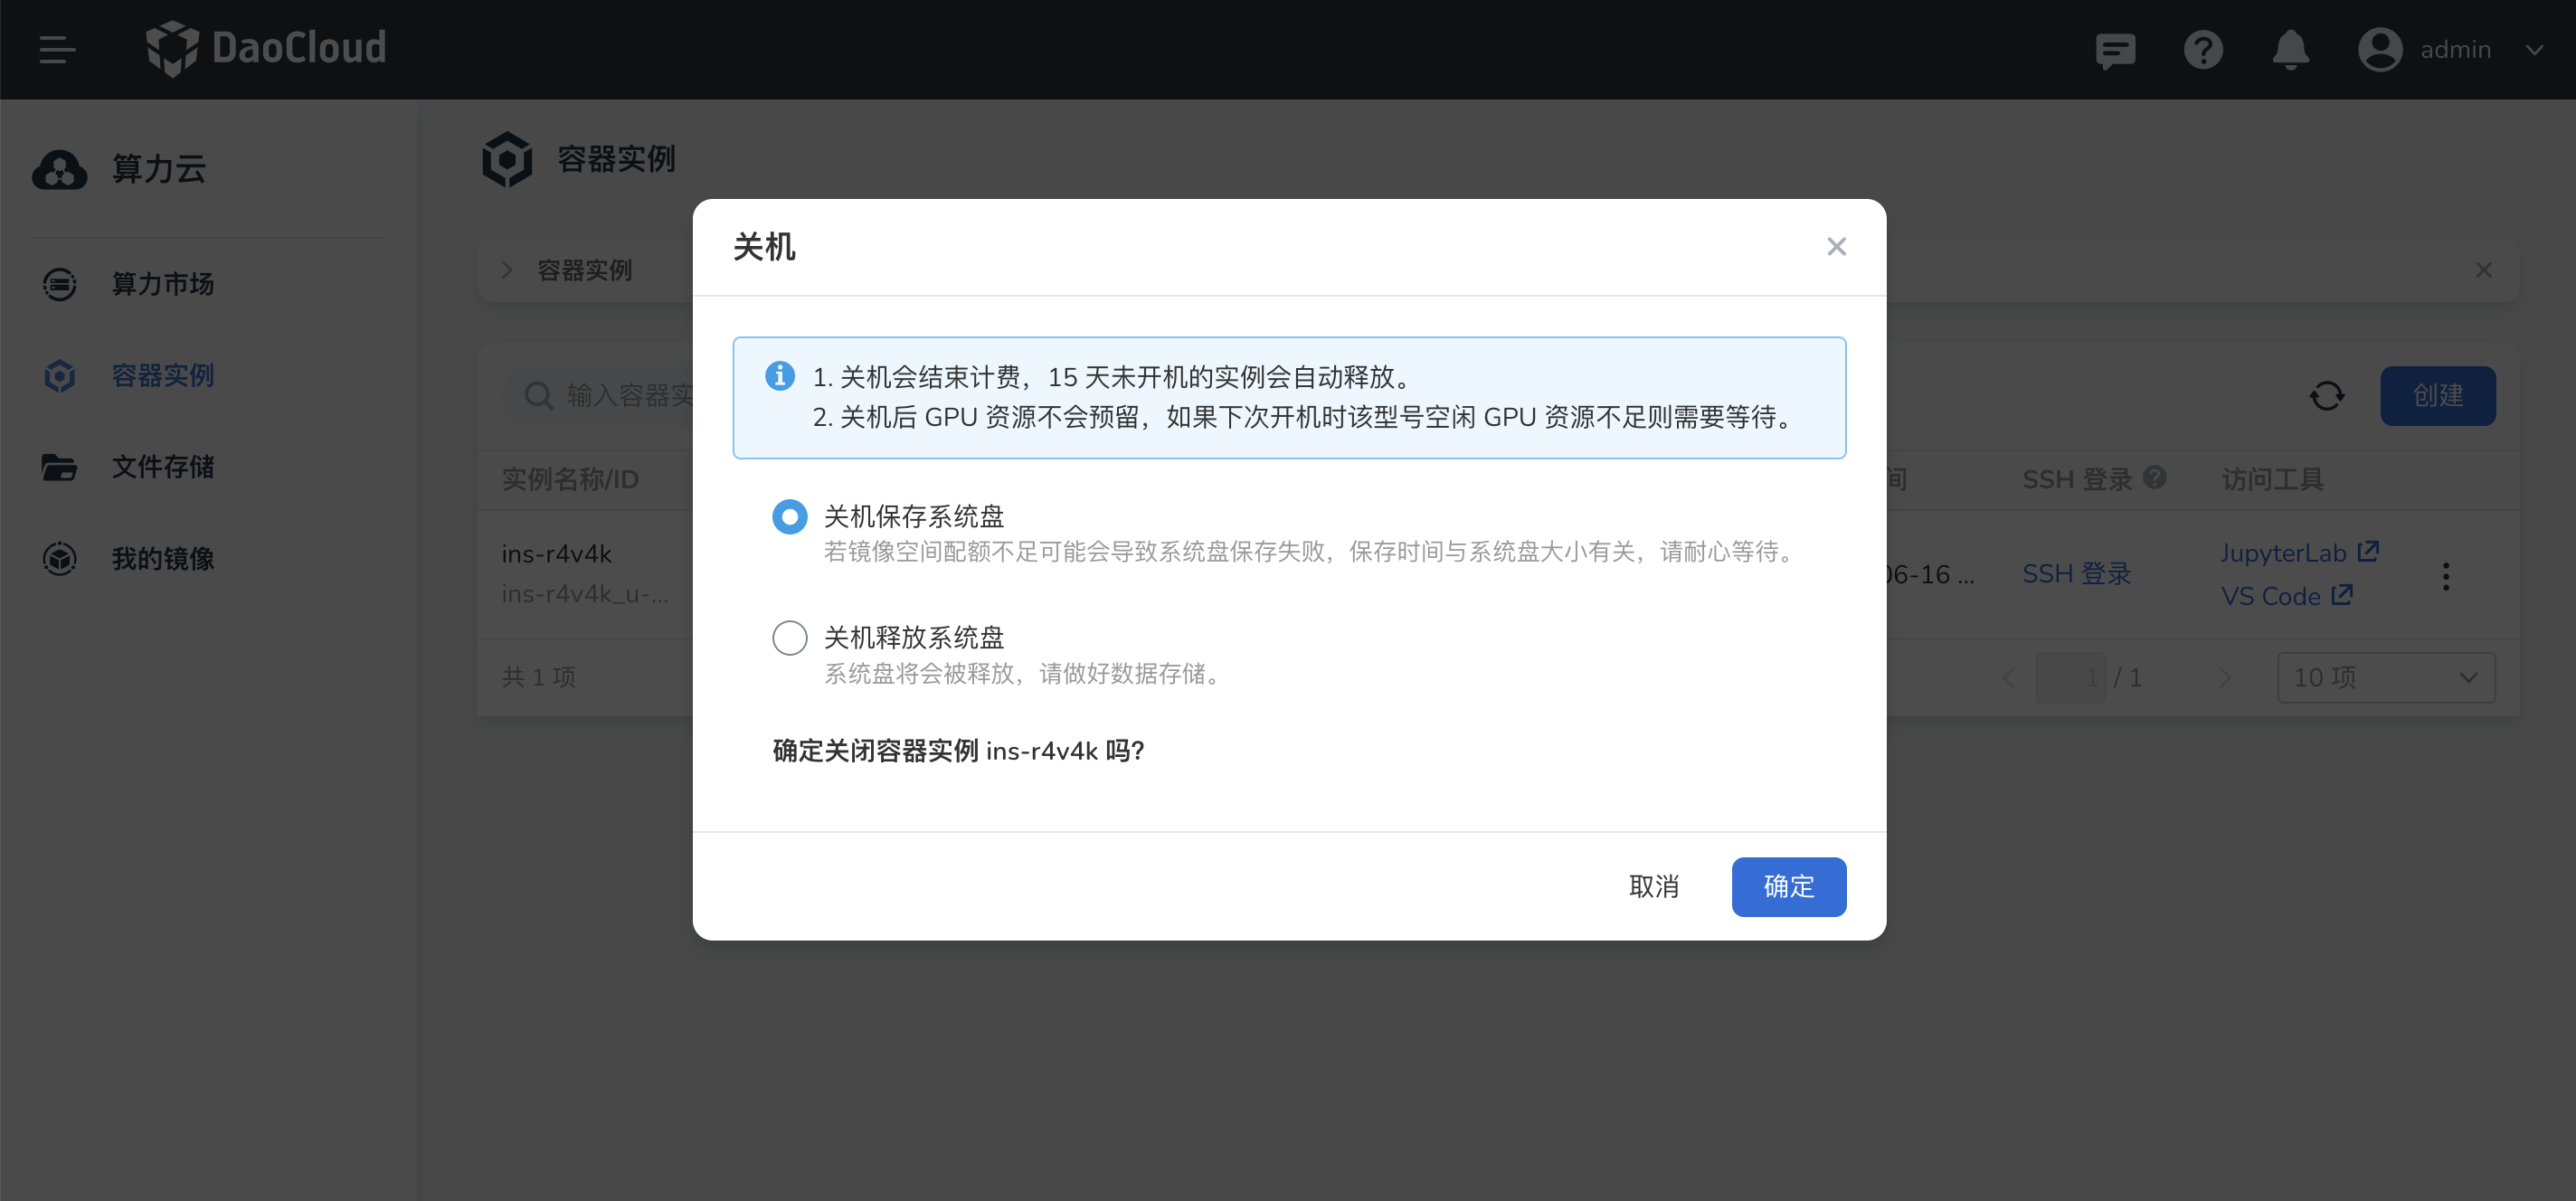 DaoCloud
admin
算力云
算力市场
容器实例
文件存储
我的镜像
容器实例
容器实例
输入容器实
创建
实例名称/ID
间
SSH 登录
访问工具
ins-r4v4k
ins-r4v4k_u-...
06-16 ...
SSH 登录
JupyterLab
VS Code
共 1 项
1 / 1
10 项
关机
1. 关机会结束计费，15 天未开机的实例会自动释放。
2. 关机后 GPU 资源不会预留，如果下次开机时该型号空闲 GPU 资源不足则需要等待。
关机保存系统盘
若镜像空间配额不足可能会导致系统盘保存失败，保存时间与系统盘大小有关，请耐心等待。
关机释放系统盘
系统盘将会被释放，请做好数据存储。
确定关闭容器实例 ins-r4v4k 吗？
取消
确定